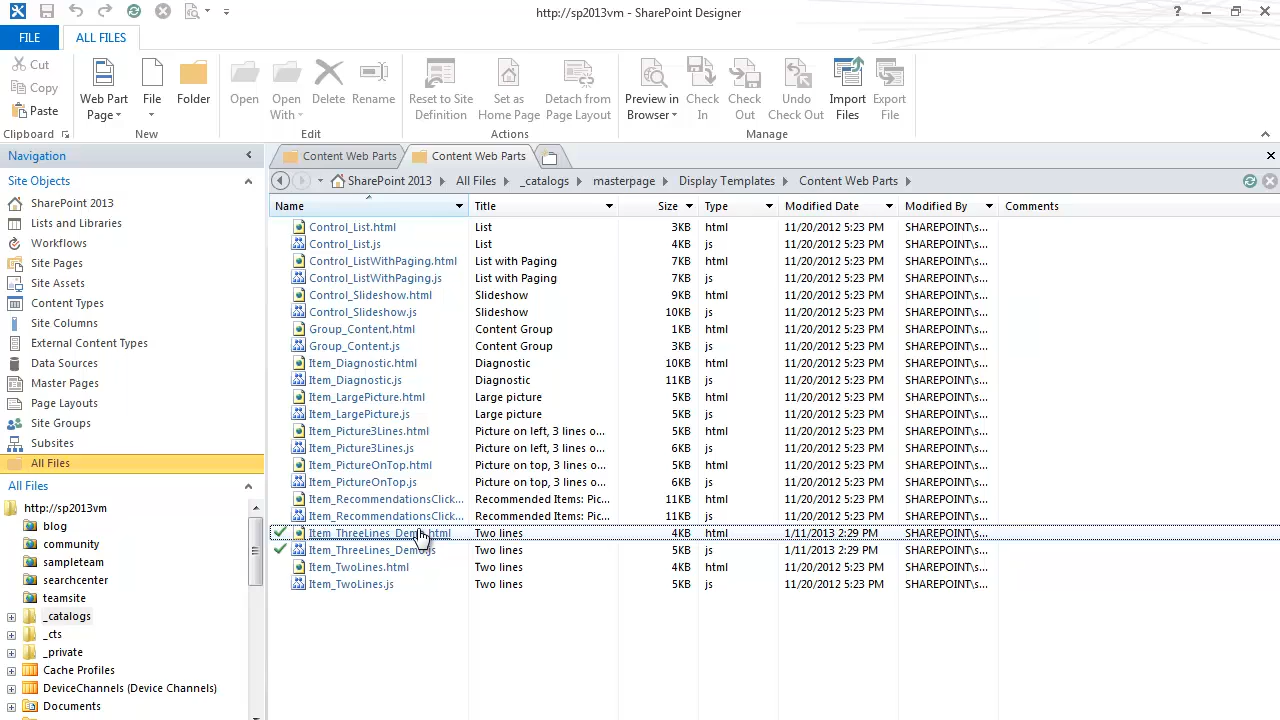 http://sp2013vm - SharePoint Designer
FILE
ALL FILES
Cut
Copy
Paste
Clipboard
Web Part Page
File
Folder
New
Open
Open With
Delete
Rename
Edit
Reset to Site Definition
Set as Home Page
Detach from Page Layout
Actions
Preview in Browser
Check In
Check Out
Undo Check Out
Import Files
Export File
Manage
Navigation
Content Web Parts
Content Web Parts
Site Objects
SharePoint 2013
Lists and Libraries
Workflows
Site Pages
Site Assets
Content Types
Site Columns
External Content Types
Data Sources
Master Pages
Page Layouts
Site Groups
Subsites
All Files
All Files
http://sp2013vm
blog
community
sampleteam
searchcenter
teamsite
_catalogs
_cts
_private
Cache Profiles
DeviceChannels (Device Channels)
Documents
SharePoint 2013 All Files _catalogs masterpage Display Templates Content Web Parts
Name Title Size Type Modified Date Modified By Comments
Control_List.html List 3KB html 11/20/2012 5:23 PM SHAREPOINT\s...
Control_List.js List 4KB js 11/20/2012 5:23 PM SHAREPOINT\s...
Control_ListWithPaging.html List with Paging 7KB html 11/20/2012 5:23 PM SHAREPOINT\s...
Control_ListWithPaging.js List with Paging 7KB js 11/20/2012 5:23 PM SHAREPOINT\s...
Control_Slideshow.html Slideshow 9KB html 11/20/2012 5:23 PM SHAREPOINT\s...
Control_Slideshow.js Slideshow 10KB js 11/20/2012 5:23 PM SHAREPOINT\s...
Group_Content.html Content Group 1KB html 11/20/2012 5:23 PM SHAREPOINT\s...
Group_Content.js Content Group 3KB js 11/20/2012 5:23 PM SHAREPOINT\s...
Item_Diagnostic.html Diagnostic 10KB html 11/20/2012 5:23 PM SHAREPOINT\s...
Item_Diagnostic.js Diagnostic 11KB js 11/20/2012 5:23 PM SHAREPOINT\s...
Item_LargePicture.html Large picture 5KB html 11/20/2012 5:23 PM SHAREPOINT\s...
Item_LargePicture.js Large picture 5KB js 11/20/2012 5:23 PM SHAREPOINT\s...
Item_Picture3Lines.html Picture on left, 3 lines o... 5KB html 11/20/2012 5:23 PM SHAREPOINT\s...
Item_Picture3Lines.js Picture on left, 3 lines o... 6KB js 11/20/2012 5:23 PM SHAREPOINT\s...
Item_PictureOnTop.html Picture on top, 3 lines o... 5KB html 11/20/2012 5:23 PM SHAREPOINT\s...
Item_PictureOnTop.js Picture on top, 3 lines o... 6KB js 11/20/2012 5:23 PM SHAREPOINT\s...
Item_RecommendationsClick... Recommended Items: Pic... 11KB html 11/20/2012 5:23 PM SHAREPOINT\s...
Item_RecommendationsClick... Recommended Items: Pic... 11KB js 11/20/2012 5:23 PM SHAREPOINT\s...
Item_ThreeLines_Demo.html Two lines 4KB html 1/11/2013 2:29 PM SHAREPOINT\s...
Item_ThreeLines_Demo.js Two lines 5KB js 1/11/2013 2:29 PM SHAREPOINT\s...
Item_TwoLines.html Two lines 4KB html 11/20/2012 5:23 PM SHAREPOINT\s...
Item_TwoLines.js Two lines 5KB js 11/20/2012 5:23 PM SHAREPOINT\s...